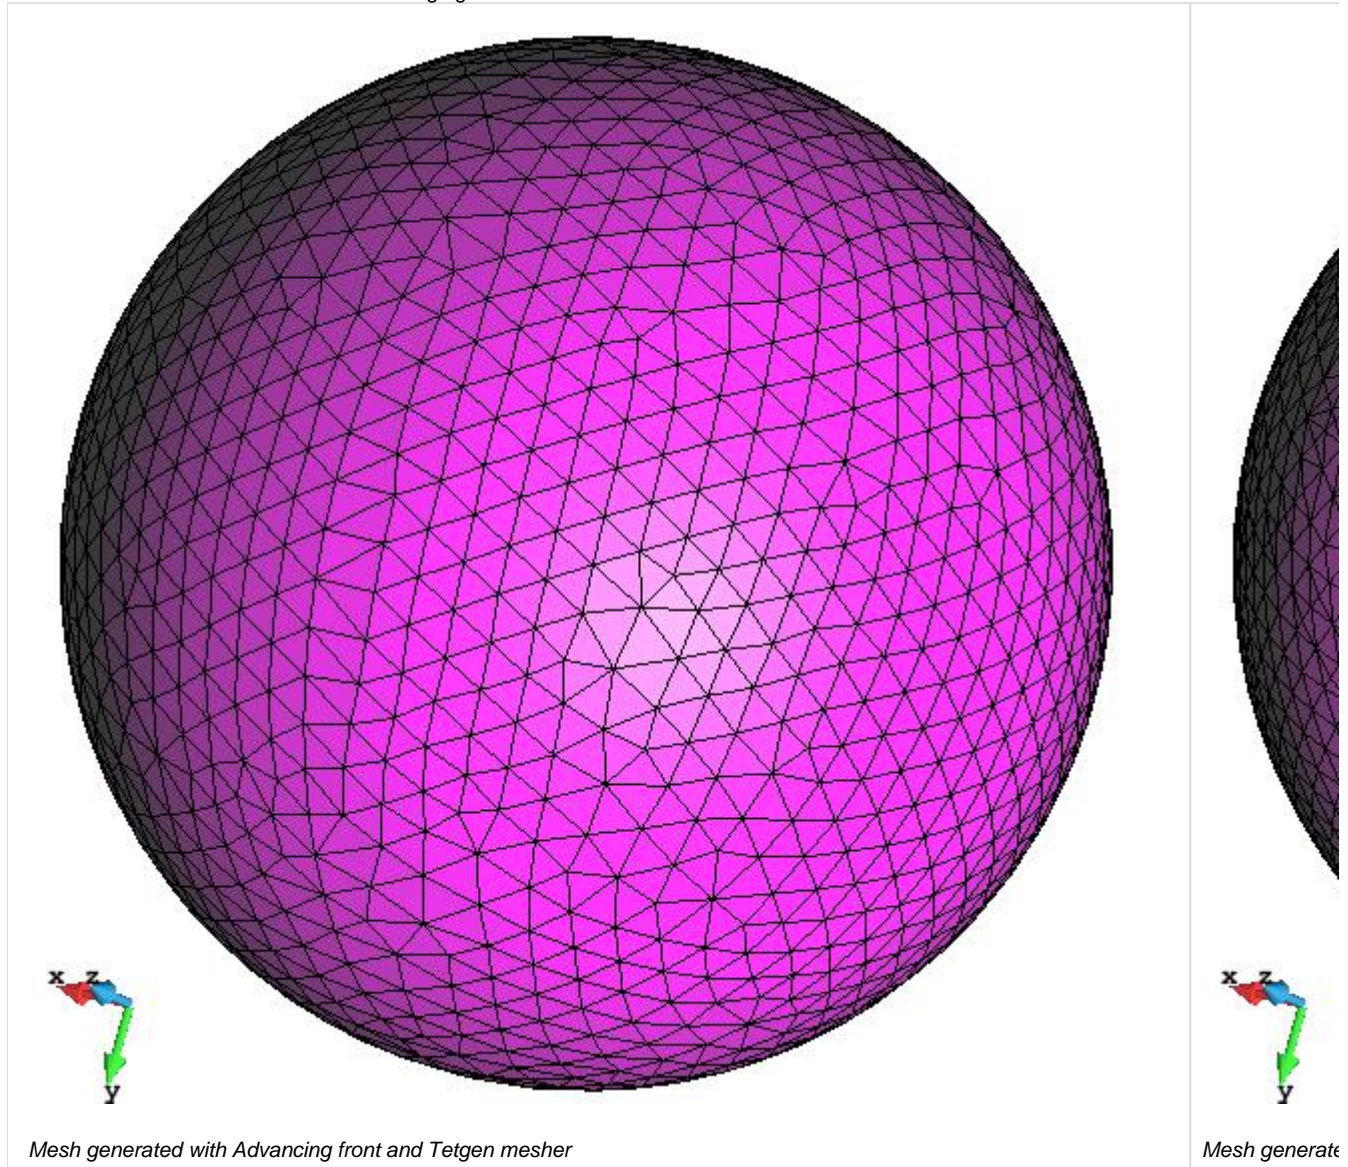 x z
y
Mesh generated with Advancing front and Tetgen mesher
x z
y
Mesh generate